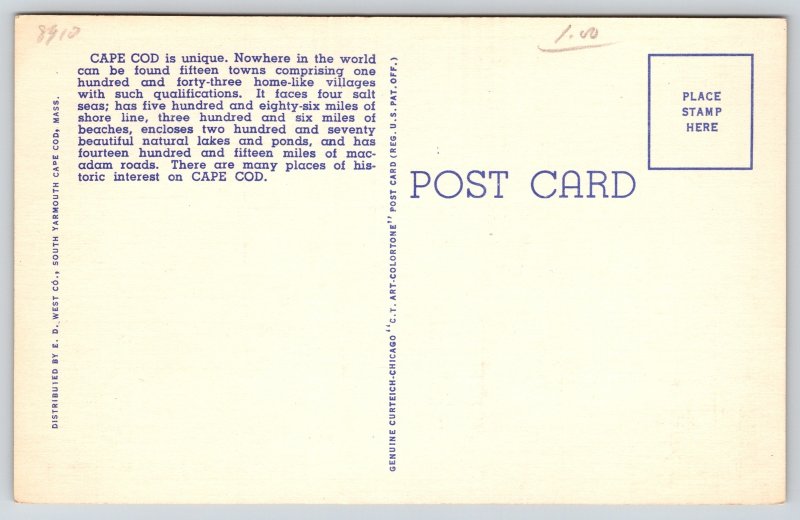 8910
1.00
CAPE COD is unique. Nowhere in the world
can be found fifteen towns comprising one
hundred and forty-three home-like villages
with such qualifications. It faces four salt
seas; has five hundred and eighty-six miles of
shore line, three hundred and six miles of
beaches, encloses two hundred and seventy
beautiful natural lakes and ponds, and has
fourteen hundred and fifteen miles of mac-
adam roads. There are many places of his-
toric interest on CAPE COD.
DISTRIBUTED BY E. D. WEST CO., SOUTH YARMOUTH CAPE COD, MASS.
GENUINE CURTEICH-CHICAGO "C.T. ART-COLORTONE" POST CARD (REG. U.S. PAT. OFF.)
POST CARD
PLACE
STAMP
HERE